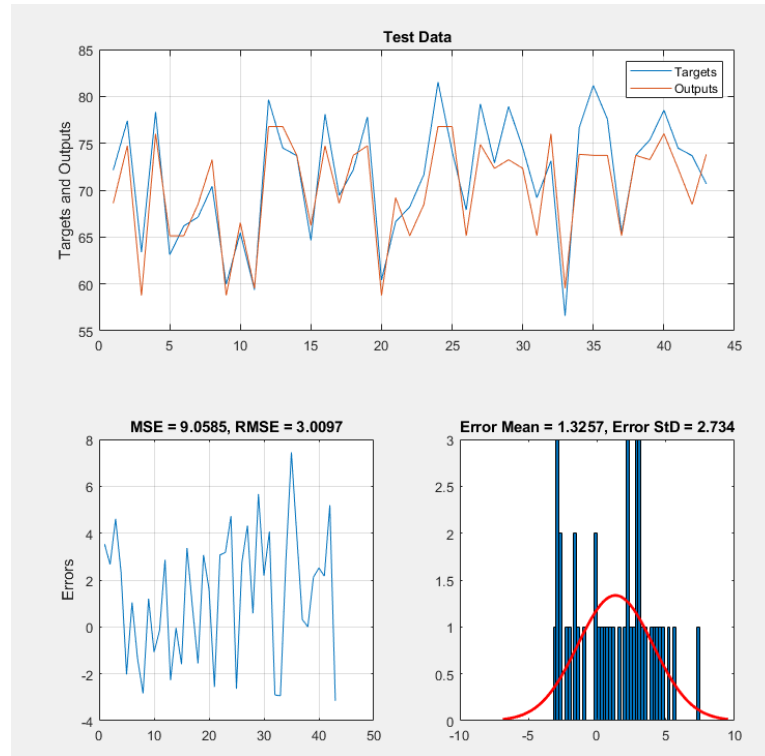 Test Data
85
80
75
70
65
60
55
Targets and Outputs
Targets
Outputs
0 5 10 15 20 25 30 35 40 45
MSE = 9.0585, RMSE = 3.0097
8
6
4
2
0
-2
-4
Errors
0 10 20 30 40 50
Error Mean = 1.3257, Error StD = 2.734
3
2.5
2
1.5
1
0.5
0
-10 -5 0 5 10